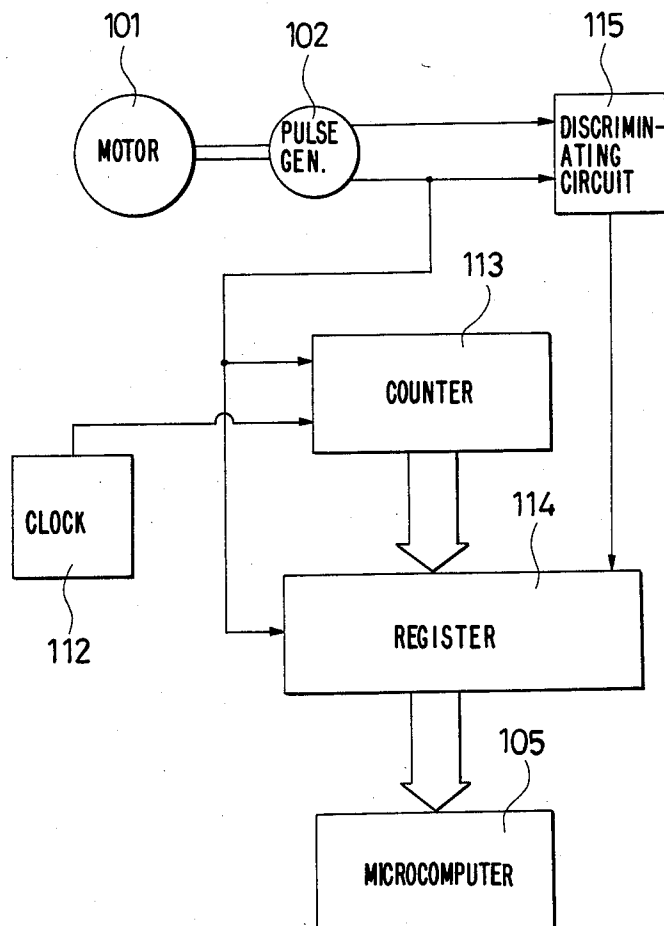 101
102
115
MOTOR
PULSE
GEN.
DISCRIMIN-
ATING
CIRCUIT
113
COUNTER
CLOCK
112
114
REGISTER
105
MICROCOMPUTER